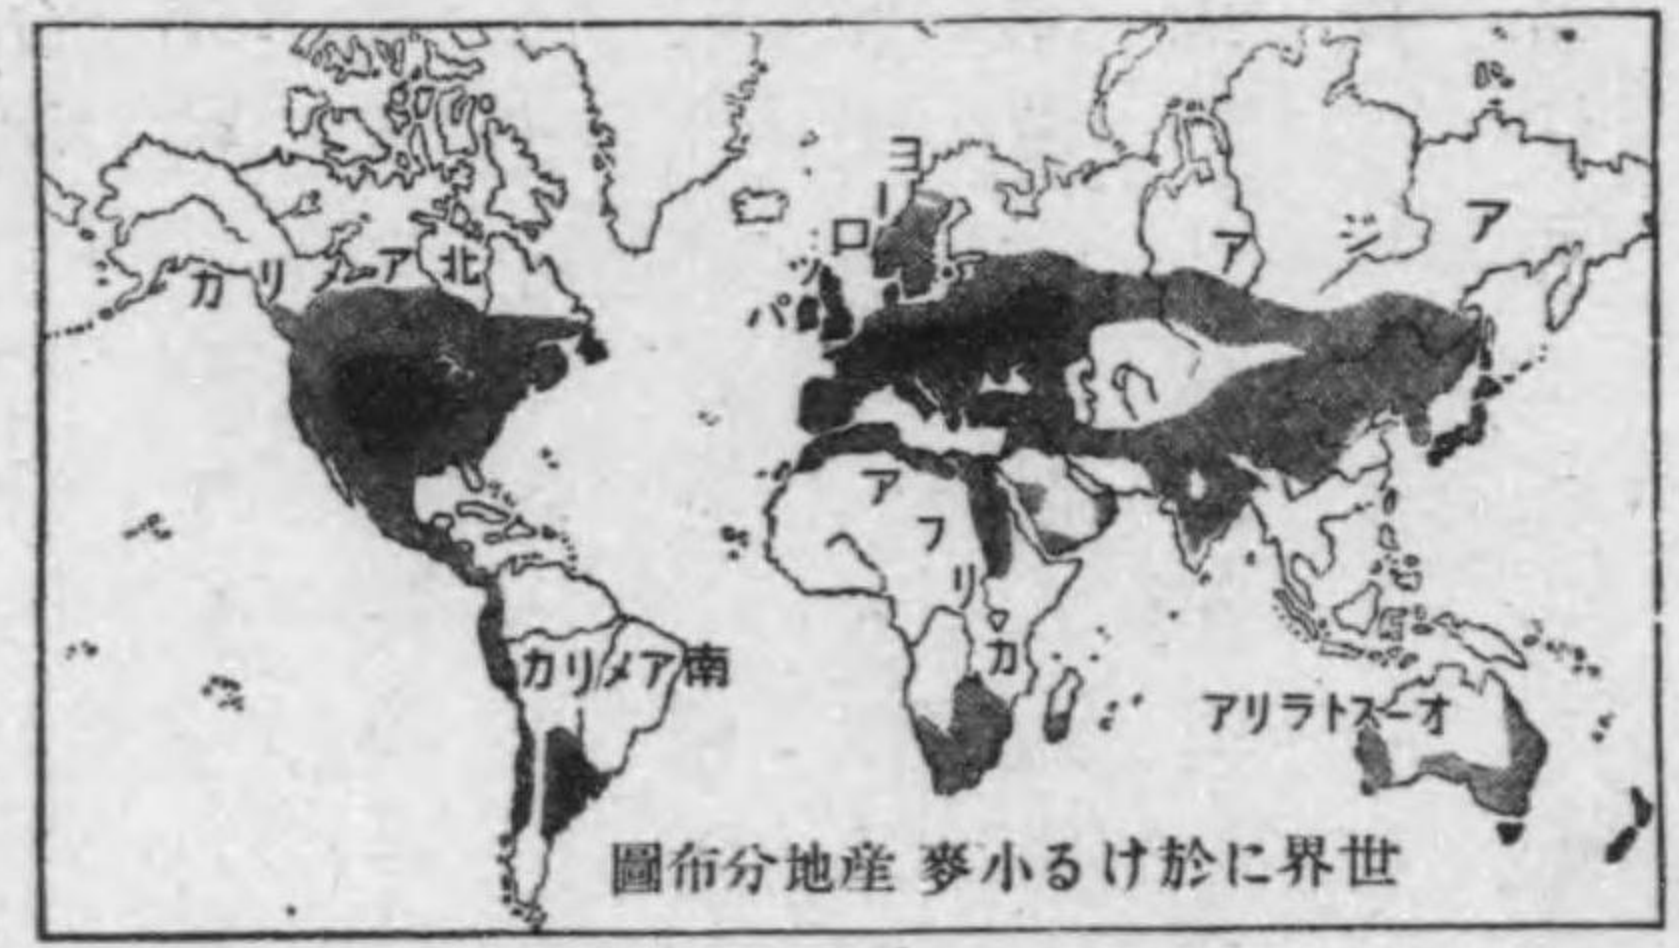 北アメリカ
ヨーロッパ
アジア
アフリカ
南アメリカ
オーストラリア
世界に於ける小麥產地分布圖